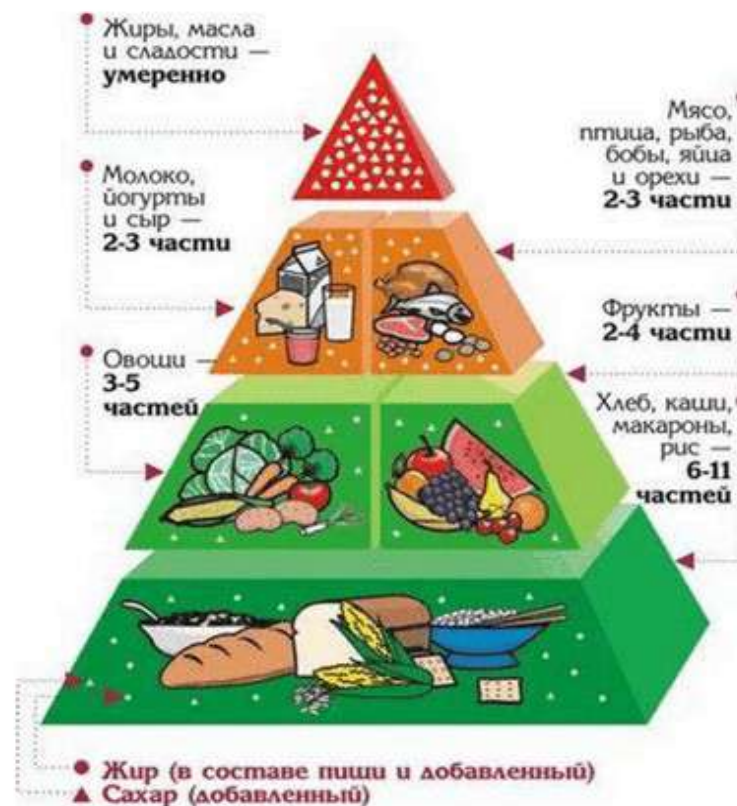 Жиры, масла
и сладости —
умеренно
Молоко,
йогурты
и сыр —
2-3 части
Овощи —
3-5
частей
Мясо,
птица, рыба,
бобы, яйца
и орехи —
2-3 части
Фрукты —
2-4 части
Хлеб, каши,
макароны,
рис —
6-11
частей
Жир (в составе пищи и добавленный)
Сахар (добавленный)